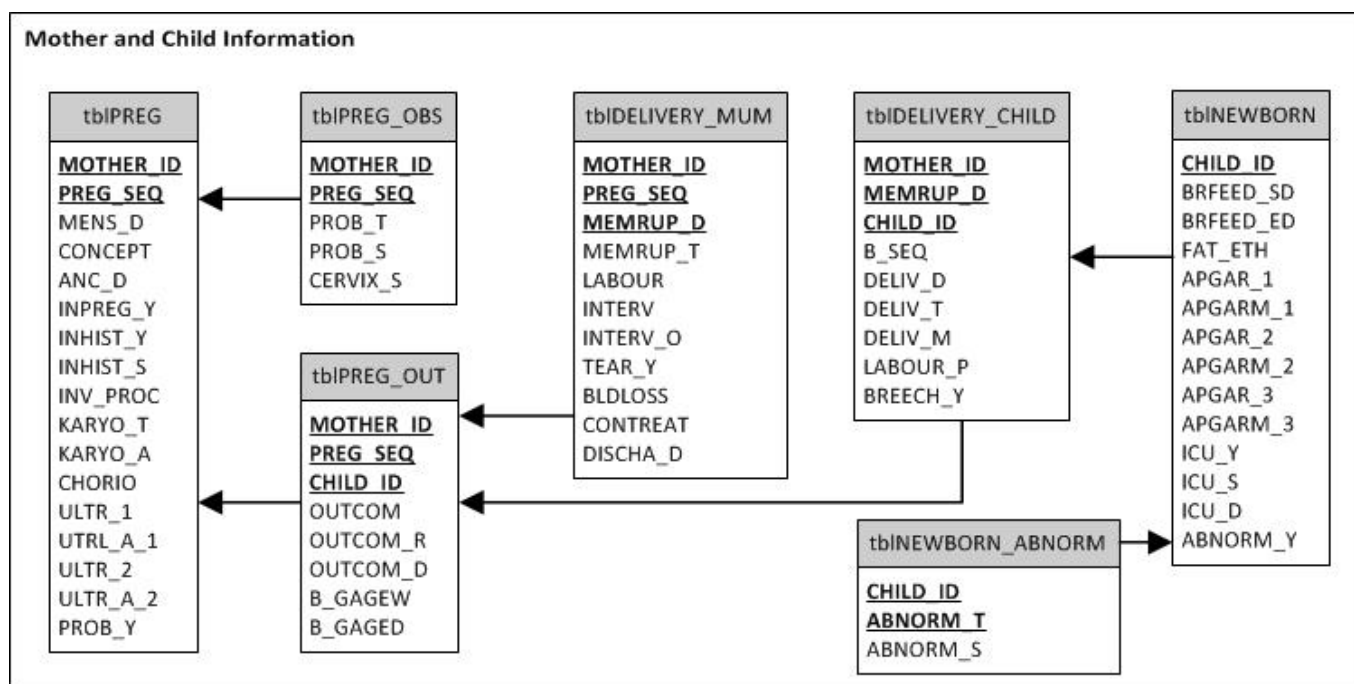 Mother and Child Information
tblPREG
MOTHER_ID
PREG_SEQ
MENS_D
CONCEPT
ANC_D
INPREG_Y
INHIST_Y
INHIST_S
INV_PROC
KARYO_T
KARYO_A
CHORIO
ULTR_1
UTRL_A_1
ULTR_2
ULTR_A_2
PROB_Y
tblPREG_OBS
MOTHER_ID
PREG_SEQ
PROB_T
PROB_S
CERVIX_S
tblPREG_OUT
MOTHER_ID
PREG_SEQ
CHILD_ID
OUTCOM
OUTCOM_R
OUTCOM_D
B_GAGEW
B_GAGED
tblDELIVERY_MUM
MOTHER_ID
PREG_SEQ
MEMRUP_D
MEMRUP_T
LABOUR
INTERV
INTERV_O
TEAR_Y
BLDLOSS
CONTREAT
DISCHA_D
tblDELIVERY_CHILD
MOTHER_ID
MEMRUP_D
CHILD_ID
B_SEQ
DELIV_D
DELIV_T
DELIV_M
LABOUR_P
BREECH_Y
tblNEWBORN_ABNORM
CHILD_ID
ABNORM_T
ABNORM_S
tblNEWBORN
CHILD_ID
BRFEED_SD
BRFEED_ED
FAT_ETH
APGAR_1
APGARM_1
APGAR_2
APGARM_2
APGAR_3
APGARM_3
ICU_Y
ICU_S
ICU_D
ABNORM_Y